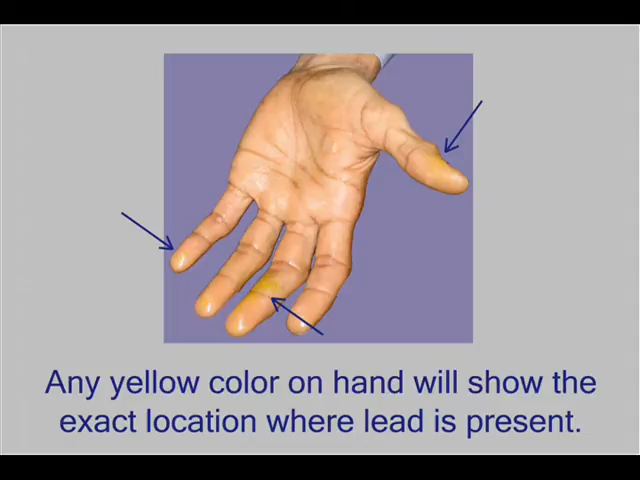 Any yellow color on hand will show the
exact location where lead is present.